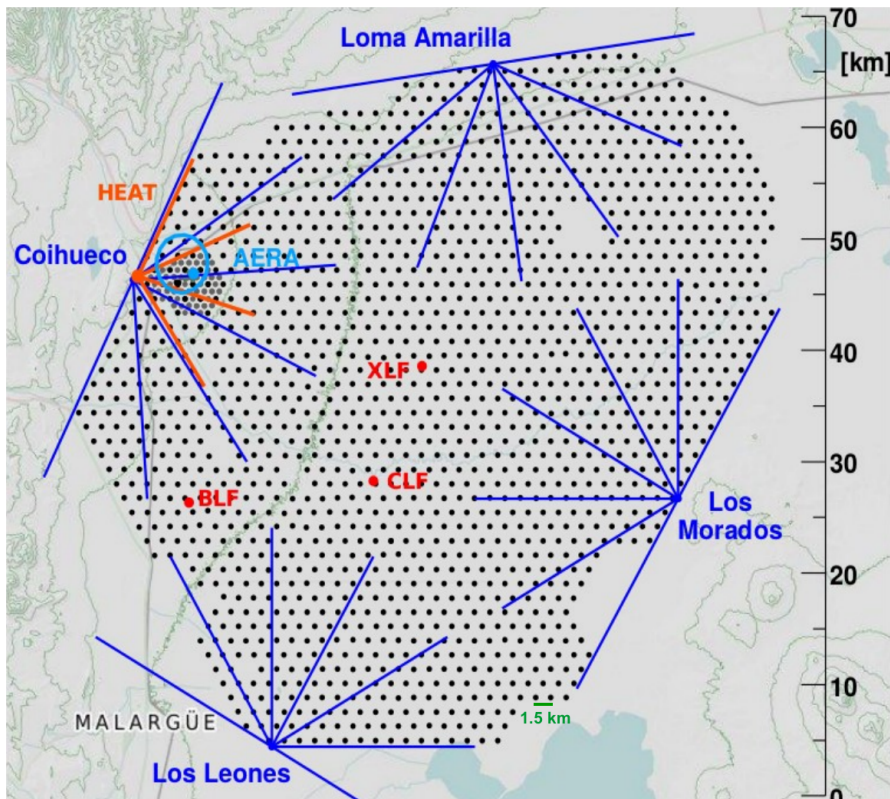 70
Loma Amarilla
[km]
60
HEAT
Coihueco
AERA
50
XLF
40
CLF
BLF
30
Los
Morados
20
1.5 km
10
MALARGÜE
Los Leones
0